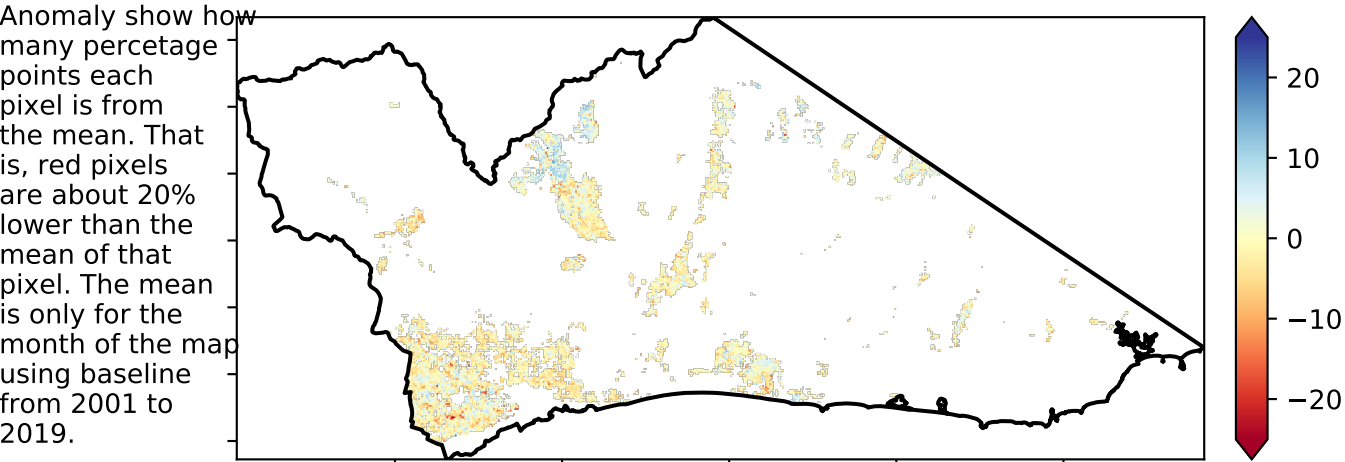 Anomaly show how
many percetage
points each
pixel is from
the mean. That
is, red pixels
are about 20%
lower than the
mean of that
pixel. The mean
is only for the
month of the map
using baseline
from 2001 to
2019.
20
10
0
−10
−20